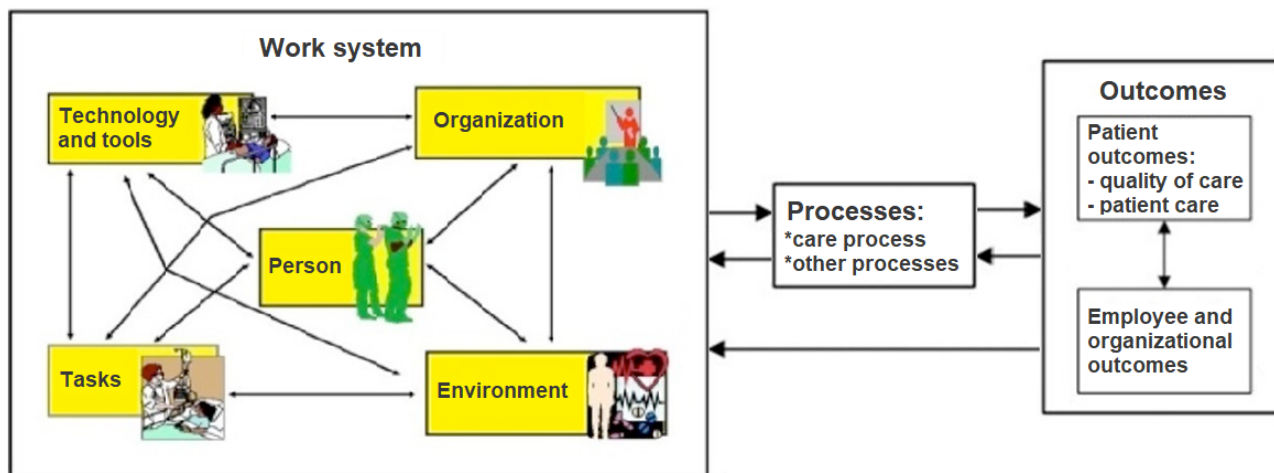 Work system
Technology
and tools
Organization
Person
Tasks
Environment
Processes:
*care process
*other processes
Outcomes
Patient
outcomes:
- quality of care
- patient care
Employee and
organizational
outcomes